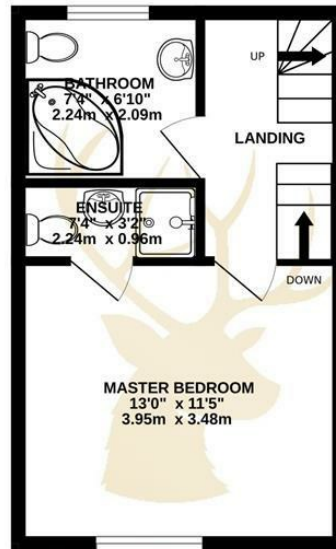 BATHROOM
7'4" x 6'10"
2.24m x 2.09m
UP
LANDING
ENSUITE
7'4" x 3'2"
2.24m x 0.96m
DOWN
MASTER BEDROOM
13'0" x 11'5"
3.95m x 3.48m